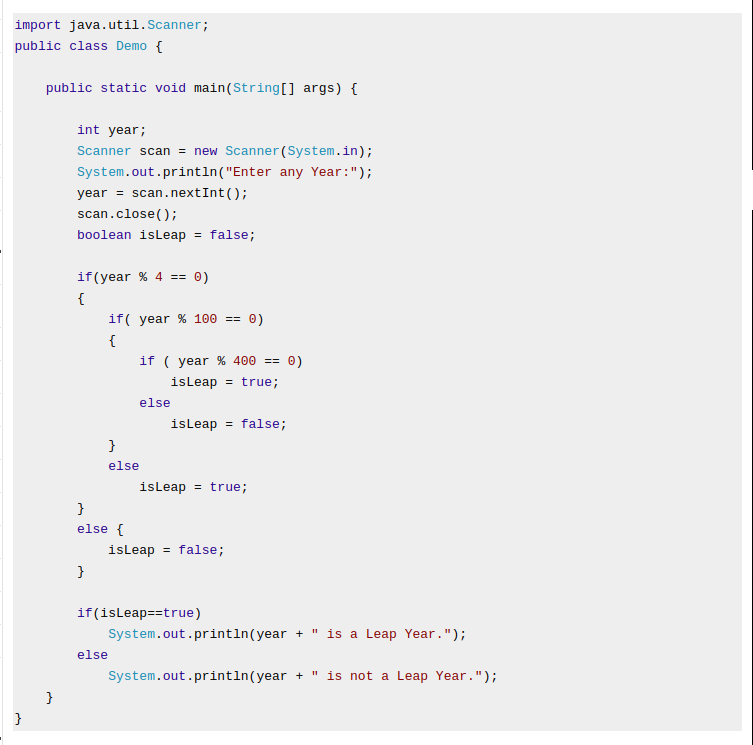 import java.util.Scanner;
public class Demo {
    public static void main(String[] args) {
        int year;
        Scanner scan = new Scanner(System.in);
        System.out.println("Enter any Year:");
        year = scan.nextInt();
        scan.close();
        boolean isLeap = false;
        if(year % 4 == 0)
        {
            if( year % 100 == 0)
            {
                if ( year % 400 == 0)
                    isLeap = true;
                else
                    isLeap = false;
            }
            else
                isLeap = true;
        }
        else {
            isLeap = false;
        }
        if(isLeap==true)
            System.out.println(year + " is a Leap Year.");
        else
            System.out.println(year + " is not a Leap Year.");
    }
}